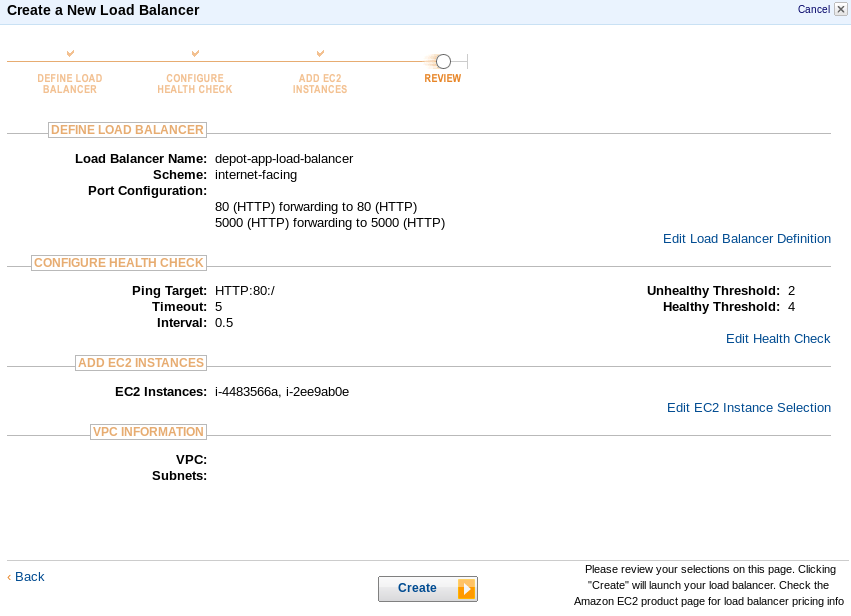 Create a New Load Balancer
Cancel
DEFINE LOAD BALANCER
CONFIGURE HEALTH CHECK
ADD EC2 INSTANCES
REVIEW
DEFINE LOAD BALANCER
Load Balancer Name: depot-app-load-balancer
Scheme: internet-facing
Port Configuration:
80 (HTTP) forwarding to 80 (HTTP)
5000 (HTTP) forwarding to 5000 (HTTP)
Edit Load Balancer Definition
CONFIGURE HEALTH CHECK
Ping Target: HTTP:80:/ Unhealthy Threshold: 2
Timeout: 5 Healthy Threshold: 4
Interval: 0.5
Edit Health Check
ADD EC2 INSTANCES
EC2 Instances: i-4483566a, i-2ee9ab0e
Edit EC2 Instance Selection
VPC INFORMATION
VPC:
Subnets:
‹ Back
Create
Please review your selections on this page. Clicking
"Create" will launch your load balancer. Check the
Amazon EC2 product page for load balancer pricing info